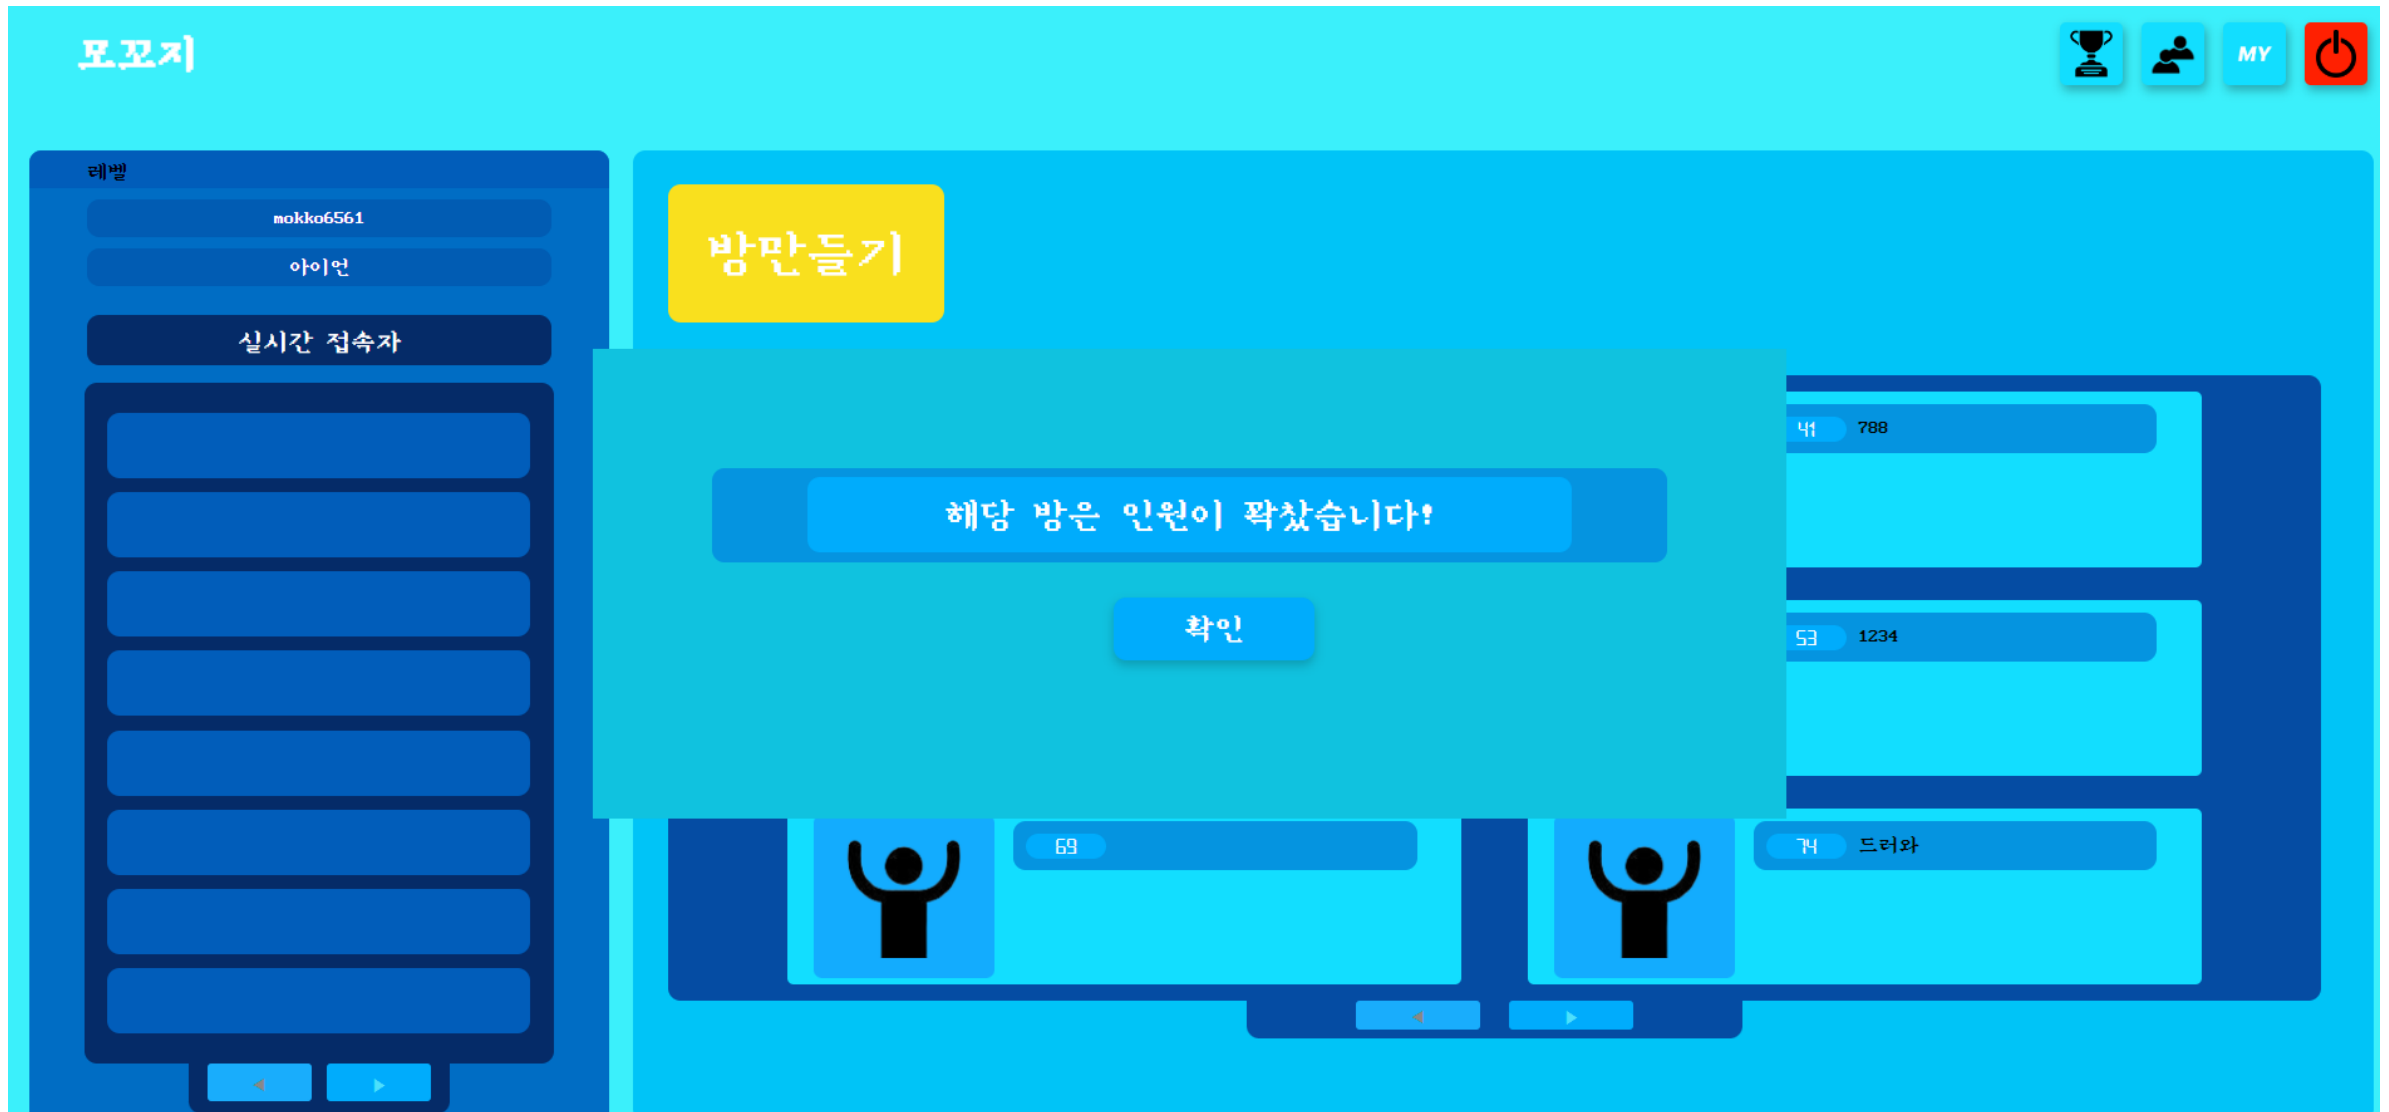 포꼬지
MY
레벨
mokko6561
아이언
실시간 접속자
방만들기
41 788
해당 방은 인원이 꽉찼습니다!
확인
53 1234
69
74 드러와